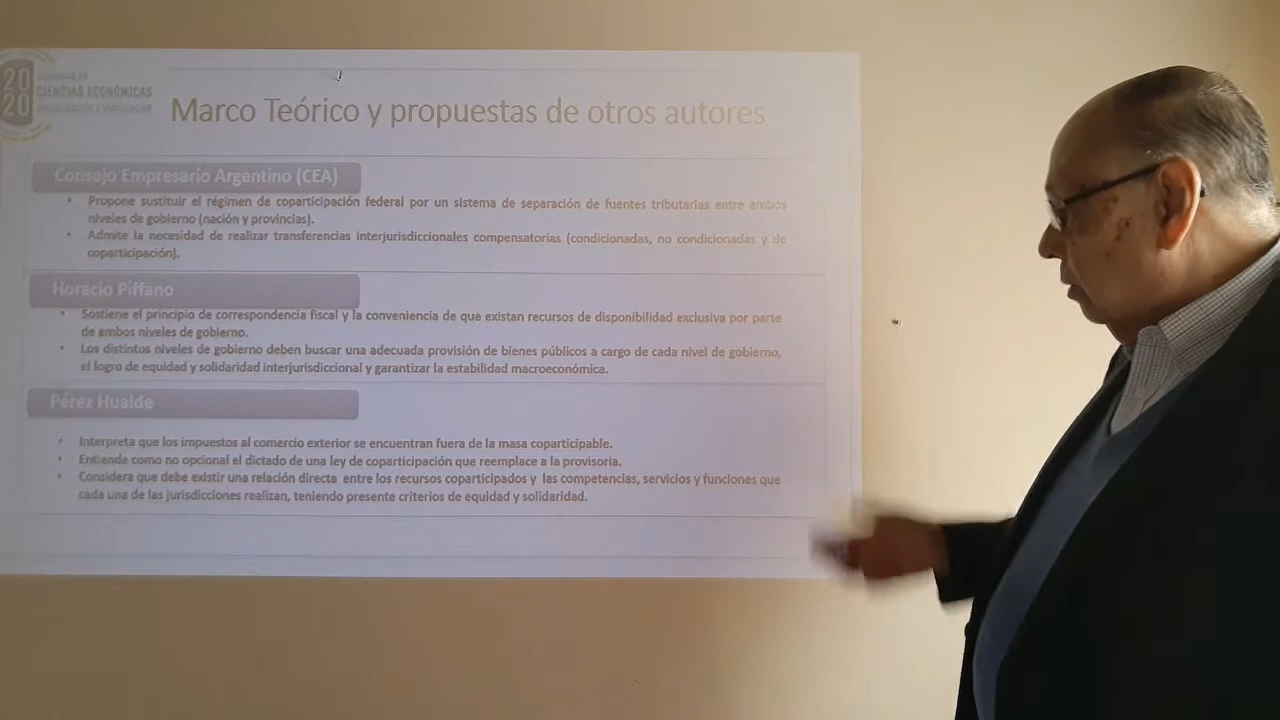 20
20
CIENCIAS ECONÓMICAS
Marco Teórico y propuestas de otros autores
Consejo Empresario Argentino (CEA)
• Propone sustituir el régimen de coparticipación federal por un sistema de separación de fuentes tributarias entre ambos
niveles de gobierno (nación y provincias).
• Admite la necesidad de realizar transferencias interjurisdiccionales compensatorias (condicionadas, no condicionadas y de
coparticipación).
Horacio Piffano
• Sostiene el principio de correspondencia fiscal y la conveniencia de que existan recursos de disponibilidad exclusiva por parte
de ambos niveles de gobierno.
• Los distintos niveles de gobierno deben buscar una adecuada provisión de bienes públicos a cargo de cada nivel de gobierno,
el logro de equidad y solidaridad interjurisdiccional y garantizar la estabilidad macroeconómica.
Pérez Hualde
• Interpreta que los impuestos al comercio exterior se encuentran fuera de la masa coparticipable.
• Entiende como no opcional el dictado de una ley de coparticipación que reemplace a la provisoria.
• Considera que debe existir una relación directa entre los recursos coparticipados y las competencias, servicios y funciones que
cada una de las jurisdicciones realizan, teniendo presente criterios de equidad y solidaridad.